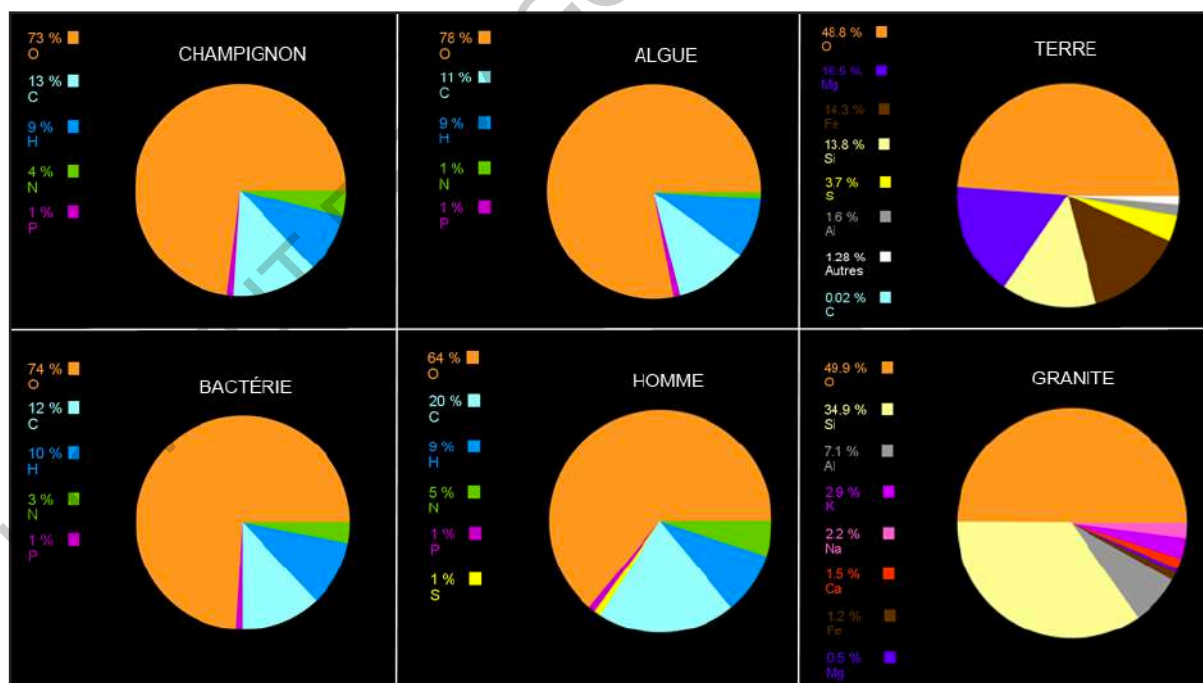 CHAMPIGNON
73 %
O
13 %
C
9 %
H
4 %
N
1 %
P
ALGUE
78 %
O
11 %
C
9 %
H
1 %
N
1 %
P
TERRE
48.8 %
O
16.5 %
Mg
14.3 %
Fe
13.8 %
Si
3.7 %
S
1.6 %
Al
1.28 %
Autres
0.02 %
C
BACTÉRIE
74 %
O
12 %
C
10 %
H
3 %
N
1 %
P
HOMME
64 %
O
20 %
C
9 %
H
5 %
N
1 %
P
1 %
S
GRANITE
49.9 %
O
34.9 %
Si
7.1 %
Al
2.9 %
K
2.2 %
Na
1.5 %
Ca
1.2 %
Fe
0.5 %
Mg